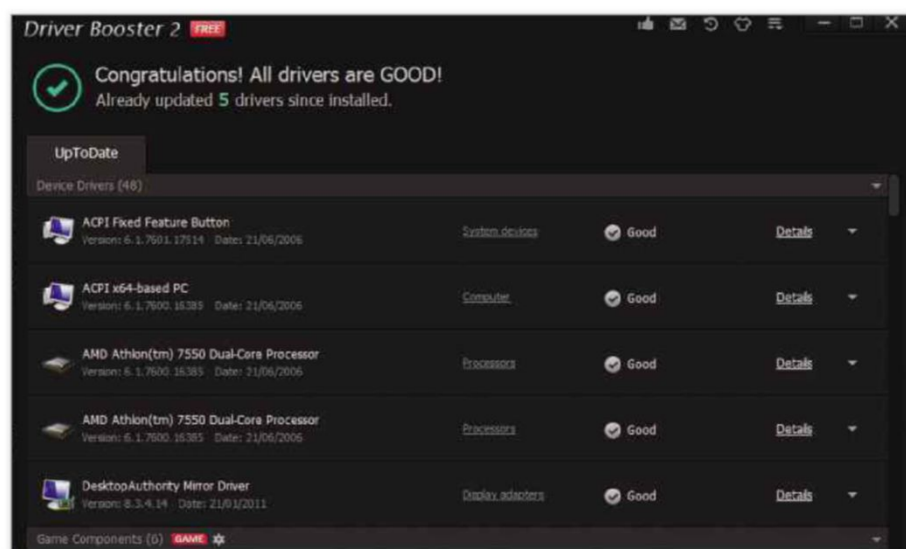 Driver Booster 2 FREE
Congratulations! All drivers are GOOD!
Already updated 5 drivers since installed.
UpToDate
Device Drivers (48)
ACPI Fixed Feature Button
Version: 6.1.7601.17514 Date: 21/06/2006
System devices
Good
Details
ACPI x64-based PC
Version: 6.1.7600.16385 Date: 21/06/2006
Computer
Good
Details
AMD Athlon(tm) 7550 Dual-Core Processor
Version: 6.1.7600.16385 Date: 21/06/2006
Processors
Good
Details
AMD Athlon(tm) 7550 Dual-Core Processor
Version: 6.1.7600.16385 Date: 21/06/2006
Processors
Good
Details
DesktopAuthority Mirror Driver
Version: 8.3.4.14 Date: 21/01/2011
Display adapters
Good
Details
Game Components (6) GAME